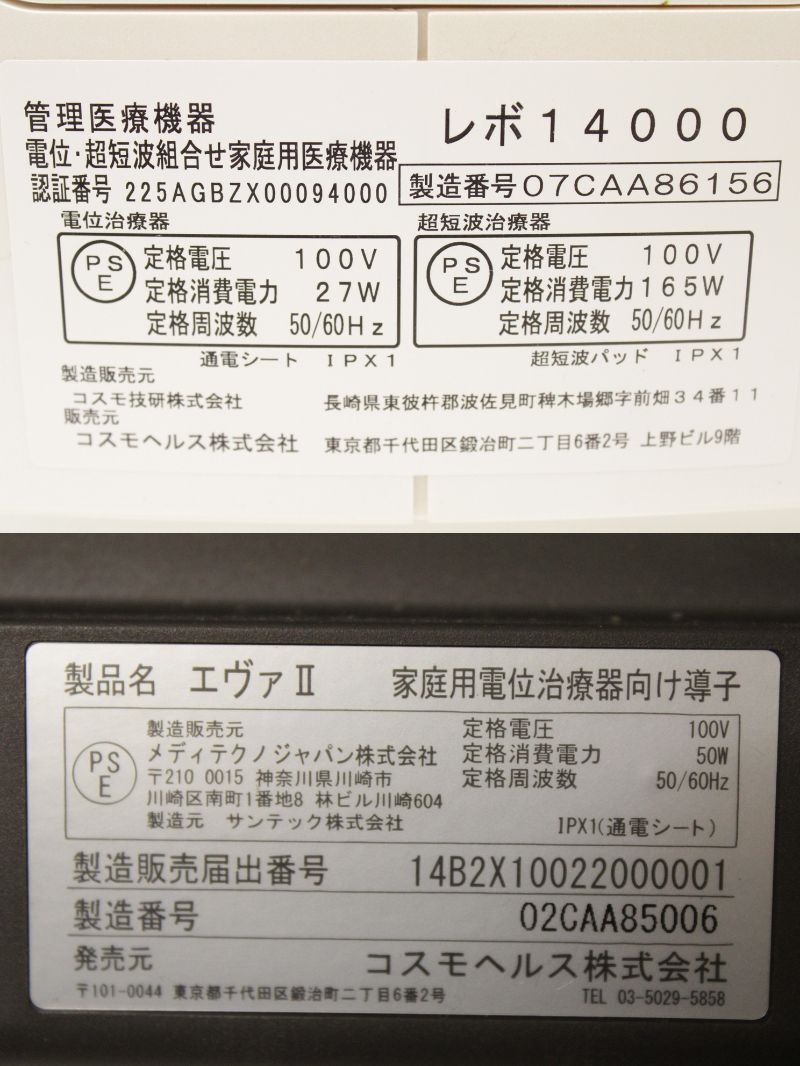 管理医療機器
レボ14000
電位・超短波組合せ家庭用医療機器
認証番号 225AGBZX00094000
製造番号07CAA86156
電位治療器
PSE
定格電圧 100V
定格消費電力 27W
定格周波数 50/60Hz
通電シート IPX1
超短波治療器
PSE
定格電圧 100V
定格消費電力165W
定格周波数 50/60Hz
超短波パッド IPX1
製造販売元
コスモ技研株式会社 長崎県東彼杵郡波佐見町稗木場郷字前畑34番11
販売元
コスモヘルス株式会社 東京都千代田区鍛冶町二丁目6番2号 上野ビル9階
製品名 エヴァⅡ 家庭用電位治療器向け導子
PSE
製造販売元
メディテクノジャパン株式会社
〒210 0015 神奈川県川崎市
川崎区南町1番地8 林ビル川崎604
製造元 サンテック株式会社
定格電圧 100V
定格消費電力 50W
定格周波数 50/60Hz
IPX1(通電シート)
製造販売届出番号 14B2X10022000001
製造番号 02CAA85006
発売元 コスモヘルス株式会社
〒101-0044 東京都千代田区鍛冶町二丁目6番2号 TEL 03-5029-5858